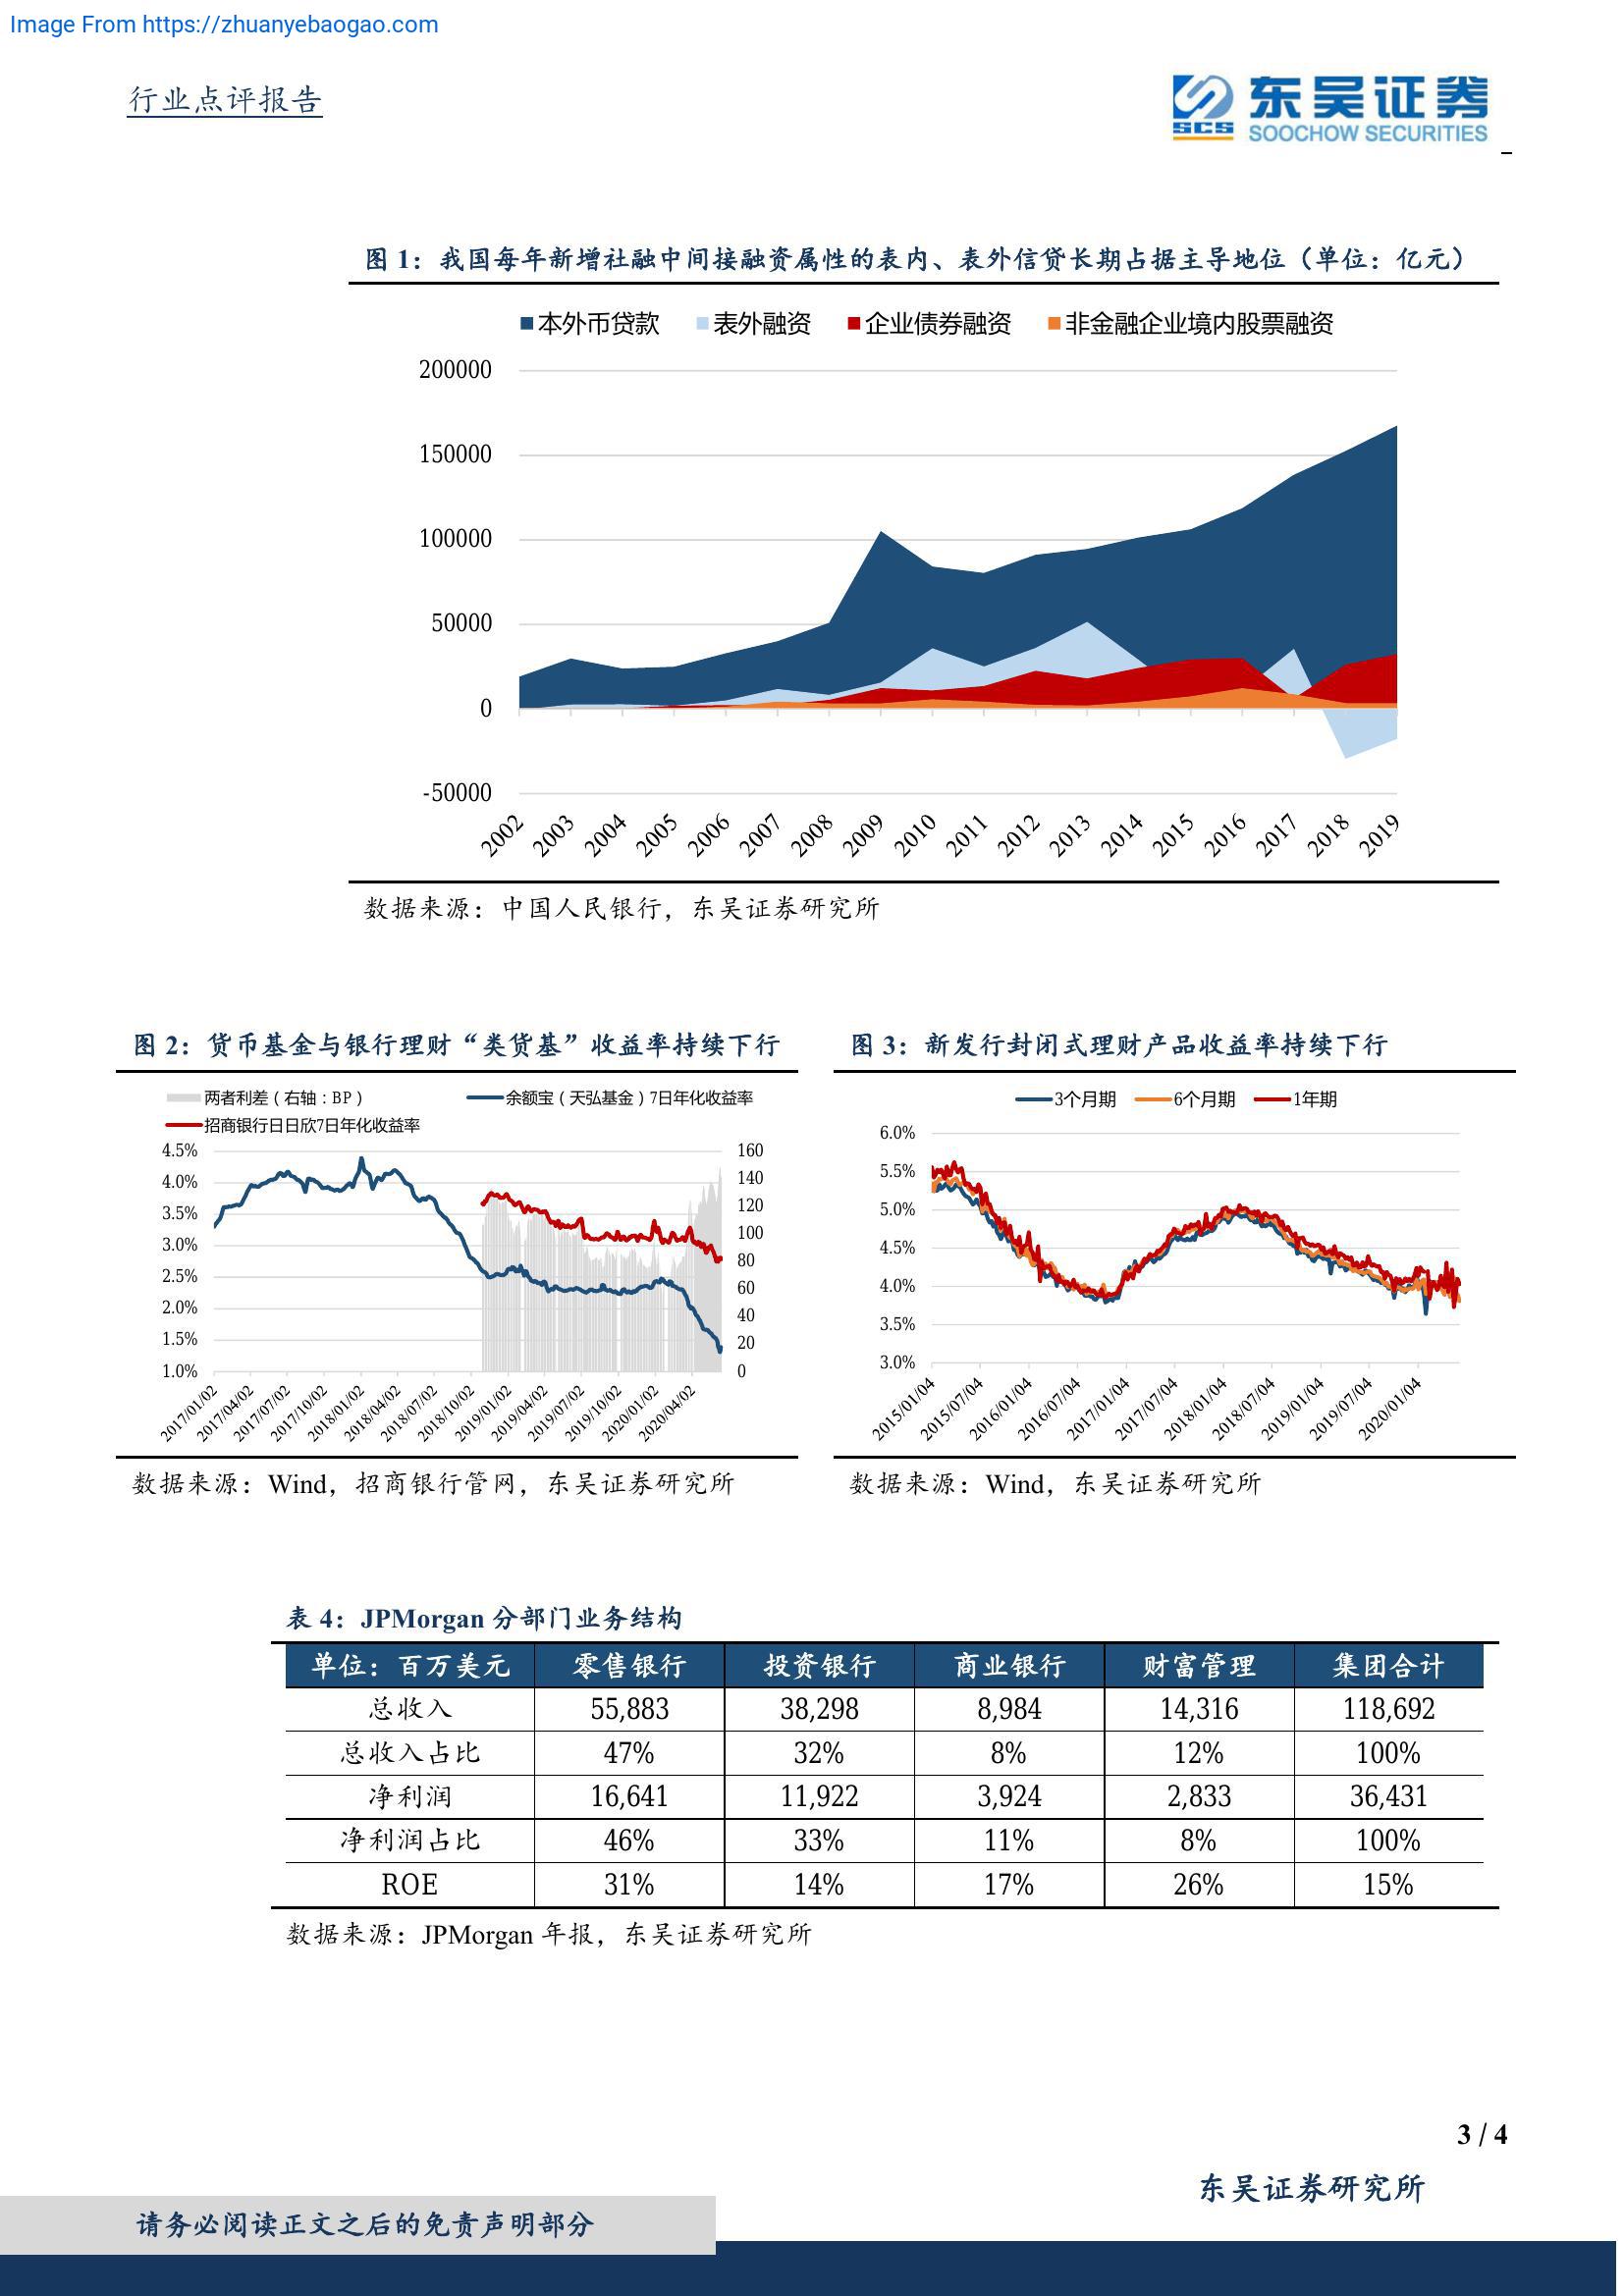 Image From https://zhuanyebaogao.com
行业点评报告
SCS
东吴证券
SOOCHOW SECURITIES
图 1：我国每年新增社融中间接融资属性的表内、表外信贷长期占据主导地位（单位：亿元）
本外币贷款 表外融资 企业债券融资 非金融企业境内股票融资
200000
150000
100000
50000
0
-50000
2002 2003 2004 2005 2006 2007 2008 2009 2010 2011 2012 2013 2014 2015 2016 2017 2018 2019
数据来源：中国人民银行，东吴证券研究所
图 2：货币基金与银行理财“类货基”收益率持续下行
两者利差（右轴：BP） 余额宝（天弘基金）7日年化收益率
招商银行日日欣7日年化收益率
4.5% 160
4.0% 140
3.5% 120
3.0% 100
2.5% 80
2.0% 60
1.5% 40
1.0% 20
0
2017/01/02 2017/04/02 2017/07/02 2017/10/02 2018/01/02 2018/04/02 2018/07/02 2018/10/02 2019/01/02 2019/04/02 2019/07/02 2019/10/02 2020/01/02 2020/04/02
数据来源：Wind，招商银行管网，东吴证券研究所
图 3：新发行封闭式理财产品收益率持续下行
3个月期 6个月期 1年期
6.0%
5.5%
5.0%
4.5%
4.0%
3.5%
3.0%
2015/01/04 2015/07/04 2016/01/04 2016/07/04 2017/01/04 2017/07/04 2018/01/04 2018/07/04 2019/01/04 2019/07/04 2020/01/04
数据来源：Wind，东吴证券研究所
表 4：JPMorgan 分部门业务结构
单位：百万美元 零售银行 投资银行 商业银行 财富管理 集团合计
总收入 55,883 38,298 8,984 14,316 118,692
总收入占比 47% 32% 8% 12% 100%
净利润 16,641 11,922 3,924 2,833 36,431
净利润占比 46% 33% 11% 8% 100%
ROE 31% 14% 17% 26% 15%
数据来源：JPMorgan 年报，东吴证券研究所
3 / 4
东吴证券研究所
请务必阅读正文之后的免责声明部分